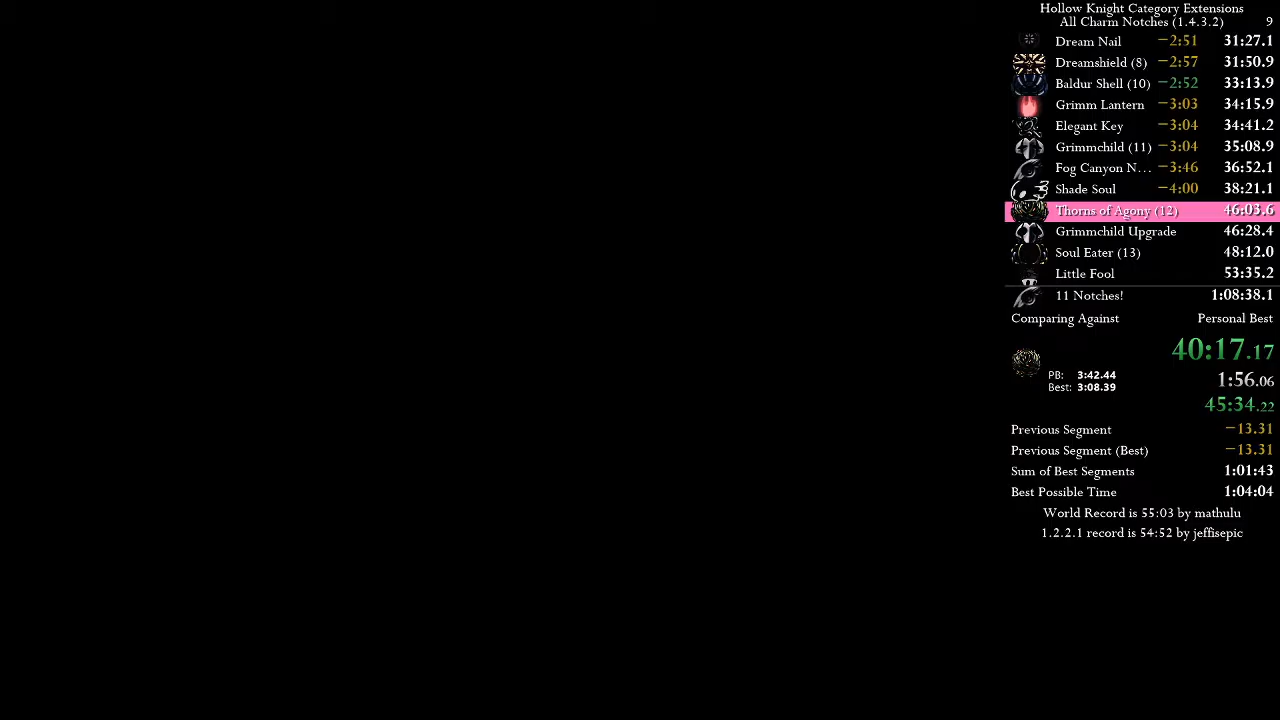 Hollow Knight Category Extensions
All Charm Notches (1.4.3.2) 9
Dream Nail −2:51 31:27.1
Dreamshield (8) −2:57 31:50.9
Baldur Shell (10) −2:52 33:13.9
Grimm Lantern −3:03 34:15.9
Elegant Key −3:04 34:41.2
Grimmchild (11) −3:04 35:08.9
Fog Canyon N... −3:46 36:52.1
Shade Soul −4:00 38:21.1
Thorns of Agony (12) 46:03.6
Grimmchild Upgrade 46:28.4
Soul Eater (13) 48:12.0
Little Fool 53:35.2
11 Notches! 1:08:38.1
Comparing Against Personal Best
40:17.17
PB: 3:42.44 1:56.06
Best: 3:08.39
45:34.22
Previous Segment −13.31
Previous Segment (Best) −13.31
Sum of Best Segments 1:01:43
Best Possible Time 1:04:04
World Record is 55:03 by mathulu
1.2.2.1 record is 54:52 by jeffisepic